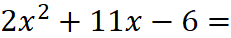 2x² + 11x − 6 =